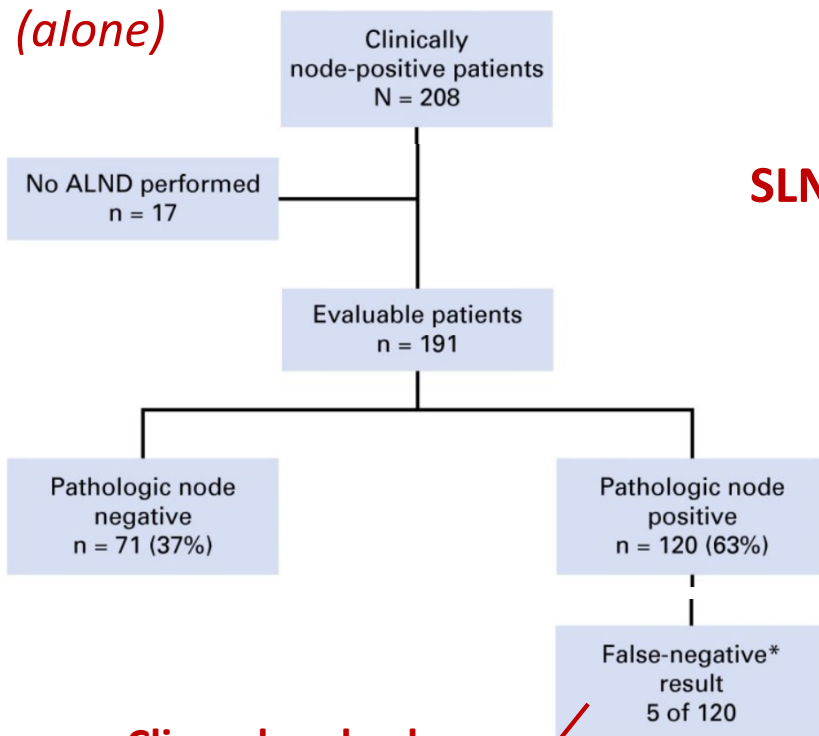 (alone)
Clinically
node-positive patients
N = 208
No ALND performed
n = 17
SLN
Evaluable patients
n = 191
Pathologic node
negative
n = 71 (37%)
Pathologic node
positive
n = 120 (63%)
False-negative*
result
5 of 120